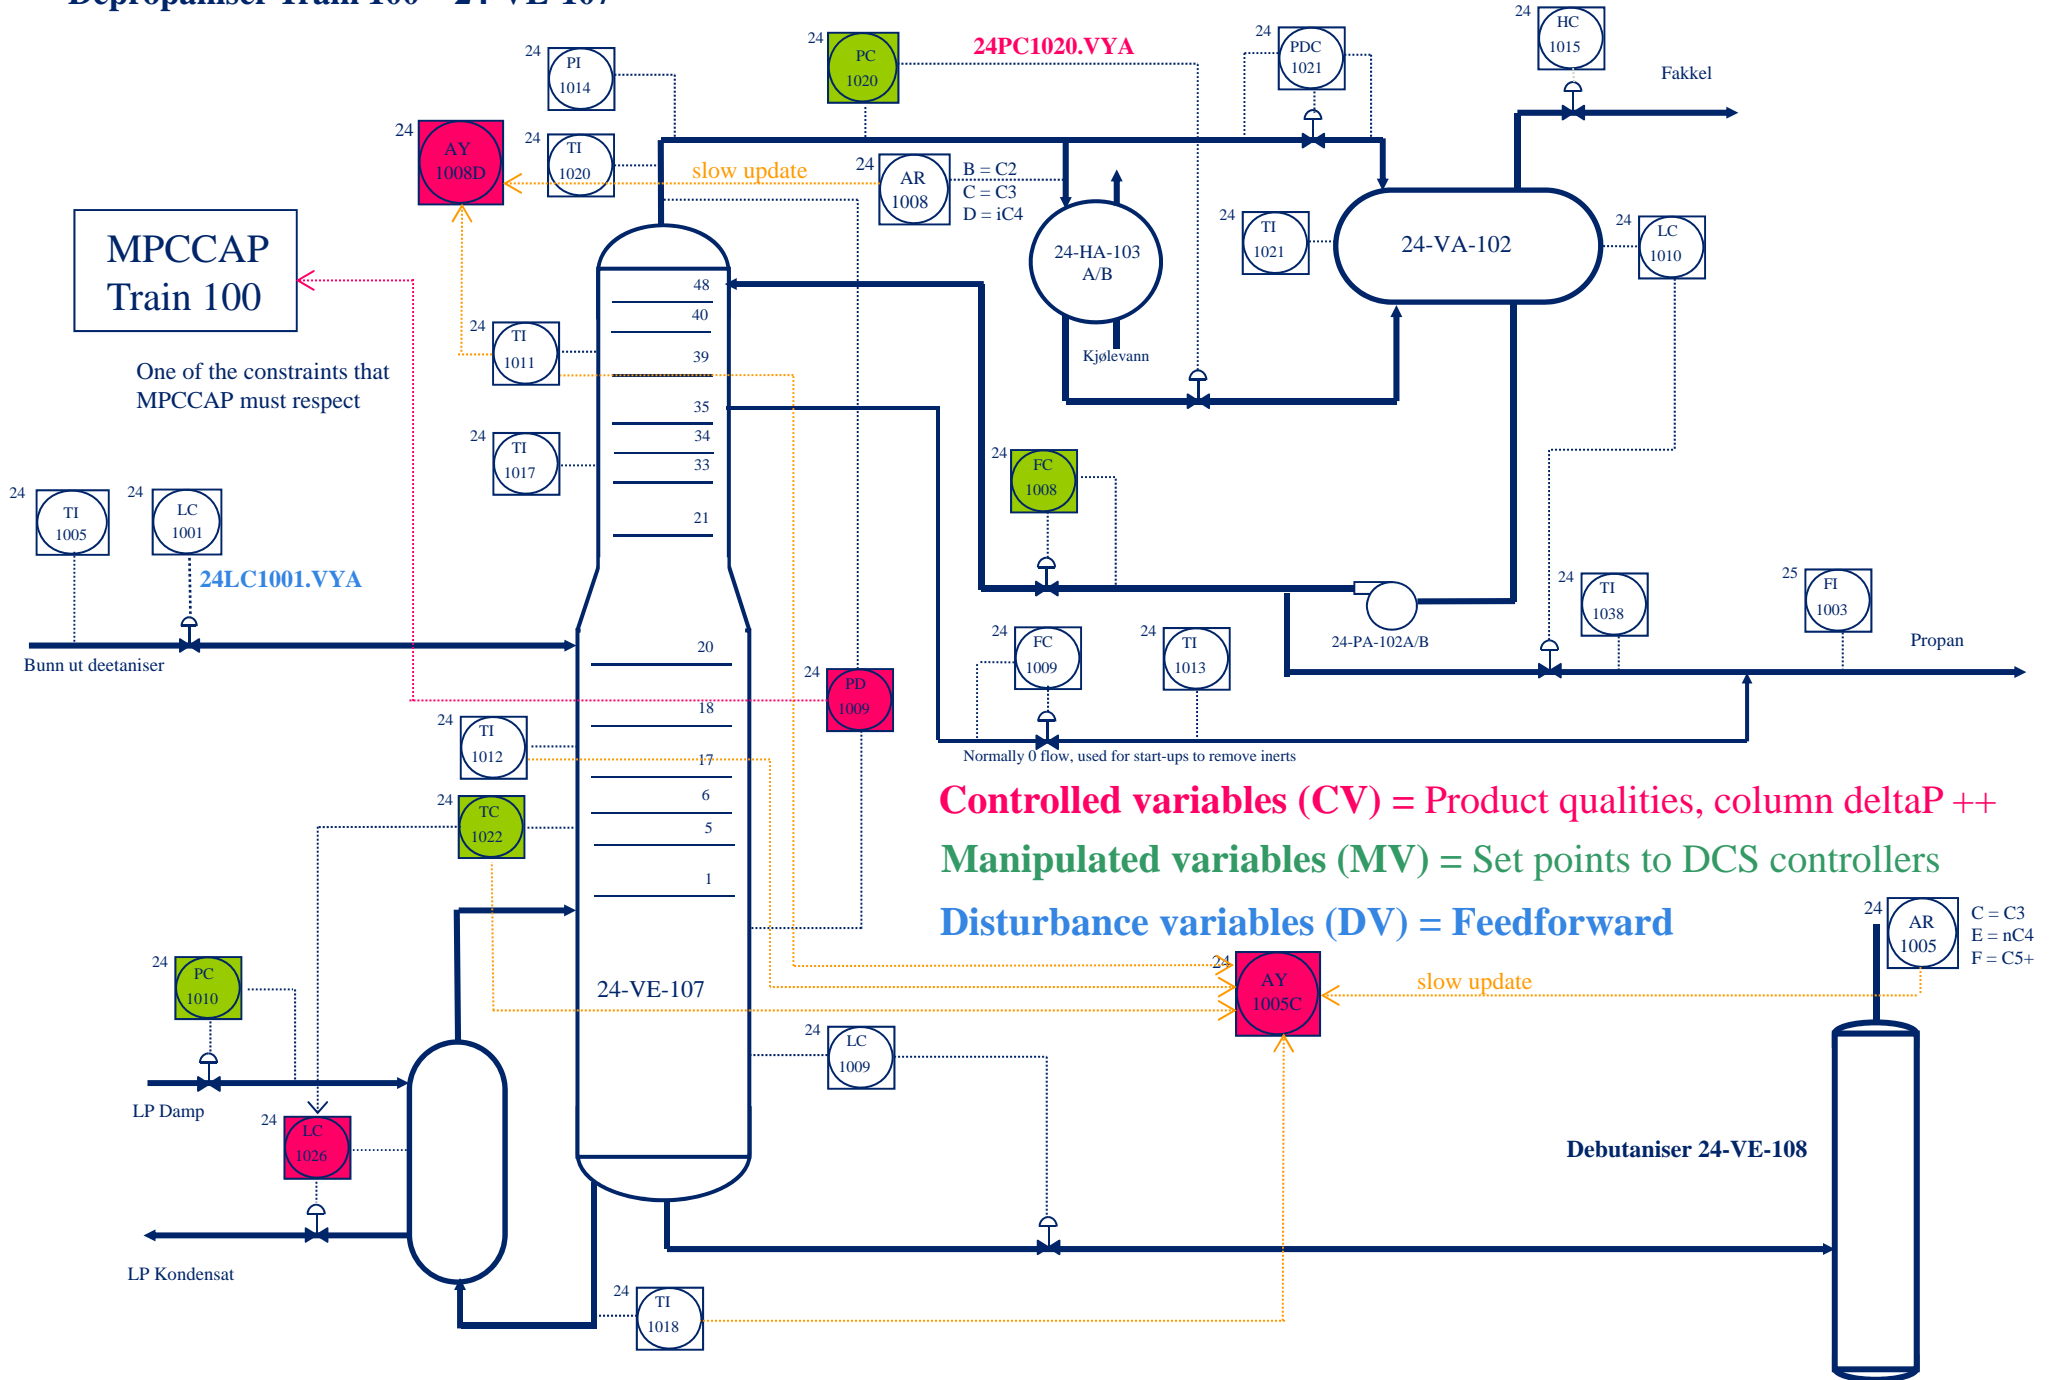 Depropaniser Train 100 – 24-VE-107
24
PI
1014
24
PC
1020
24PC1020.VYA
24
PDC
1021
24
HC
1015
Fakkel
24
AY
1008D
24
TI
1020
slow update
24
AR
1008
B = C2
C = C3
D = iC4
MPCCAP
Train 100
One of the constraints that
MPCCAP must respect
24-HA-103
A/B
Kjølevann
24
TI
1021
24-VA-102
24
LC
1010
48
40
39
35
34
33
21
20
18
17
6
5
1
24
TI
1011
24
TI
1017
24
FC
1008
24
TI
1005
24
LC
1001
24LC1001.VYA
Bunn ut deetaniser
24-PA-102A/B
24
TI
1038
25
FI
1003
Propan
24
FC
1009
24
TI
1013
24
PD
1009
Normally 0 flow, used for start-ups to remove inerts
24
TI
1012
24
TC
1022
Controlled variables (CV) = Product qualities, column deltaP ++
Manipulated variables (MV) = Set points to DCS controllers
Disturbance variables (DV) = Feedforward
24
AR
1005
C = C3
E = nC4
F = C5+
24
AY
1005C
slow update
24
PC
1010
24-VE-107
24
LC
1009
LP Damp
24
LC
1026
LP Kondensat
Debutaniser 24-VE-108
24
TI
1018